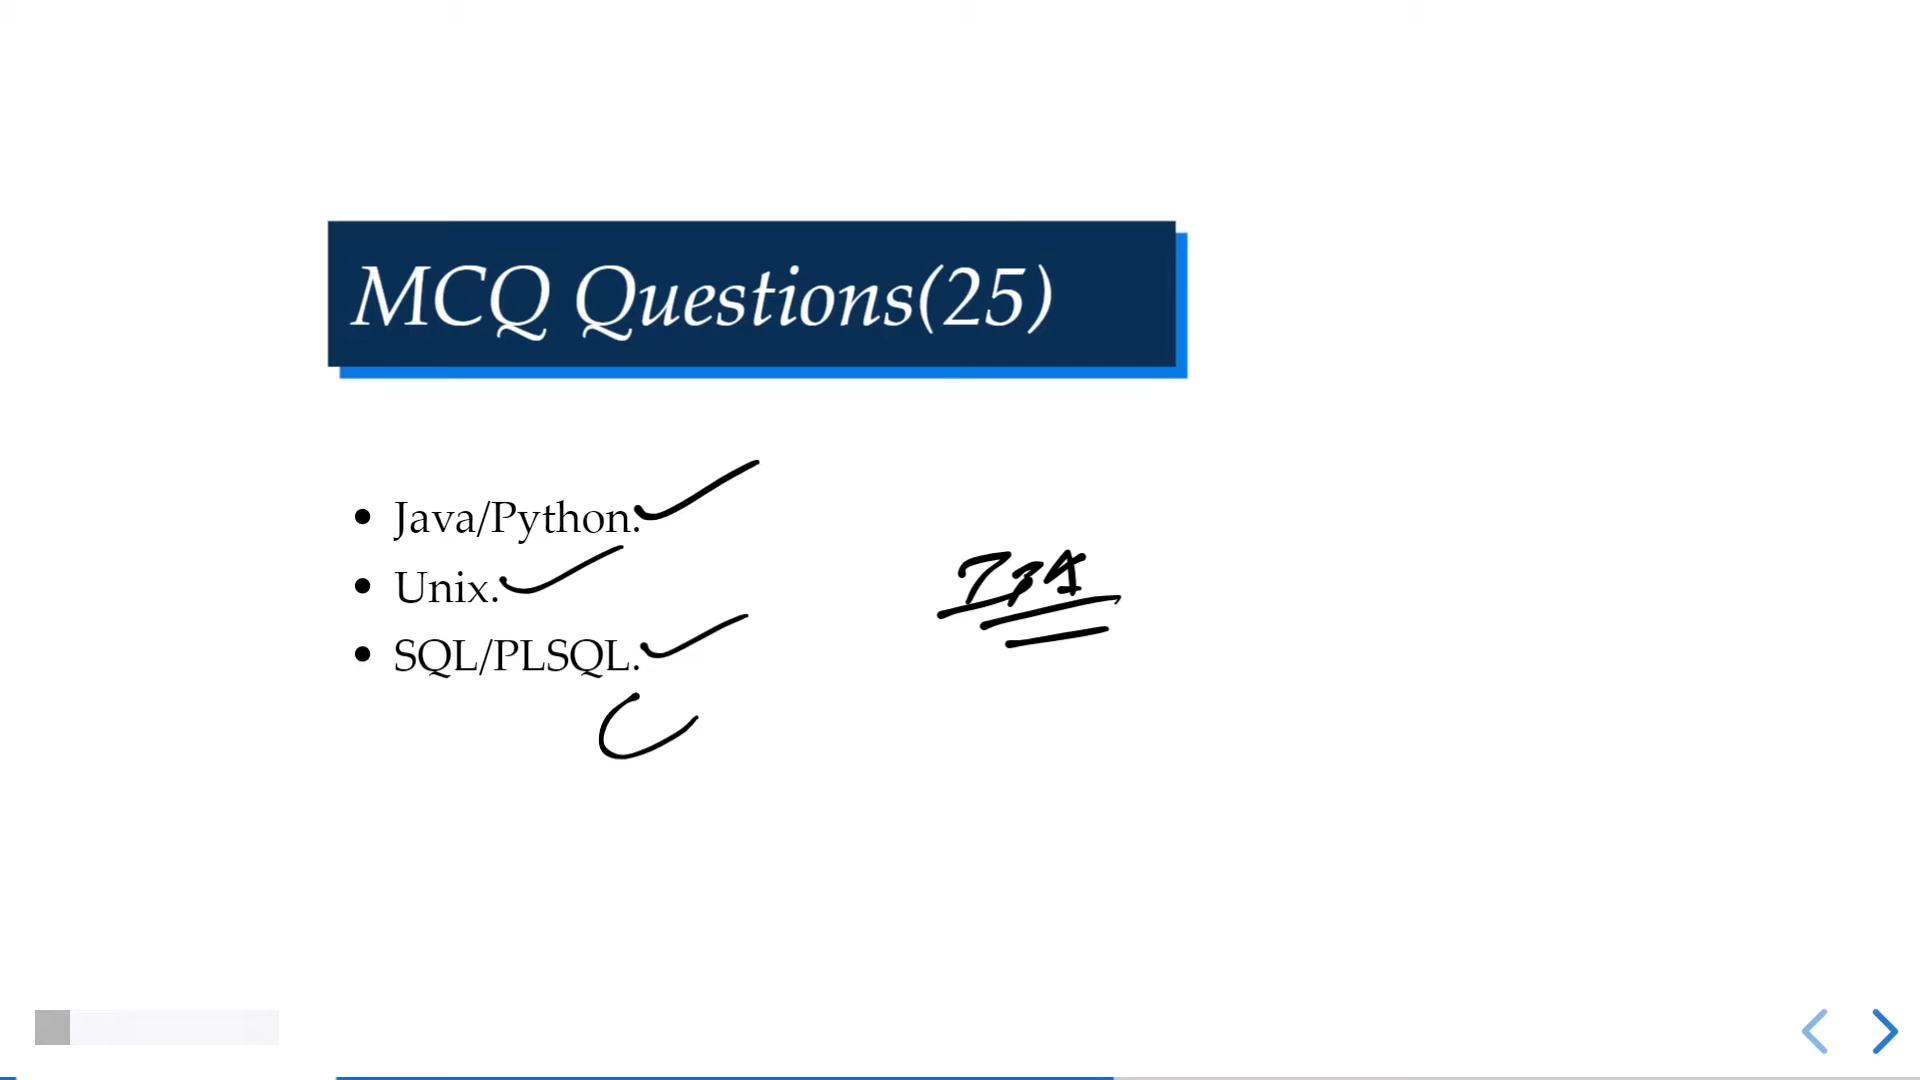 MCQ Questions(25)
• Java/Python.
• Unix.
• SQL/PLSQL.